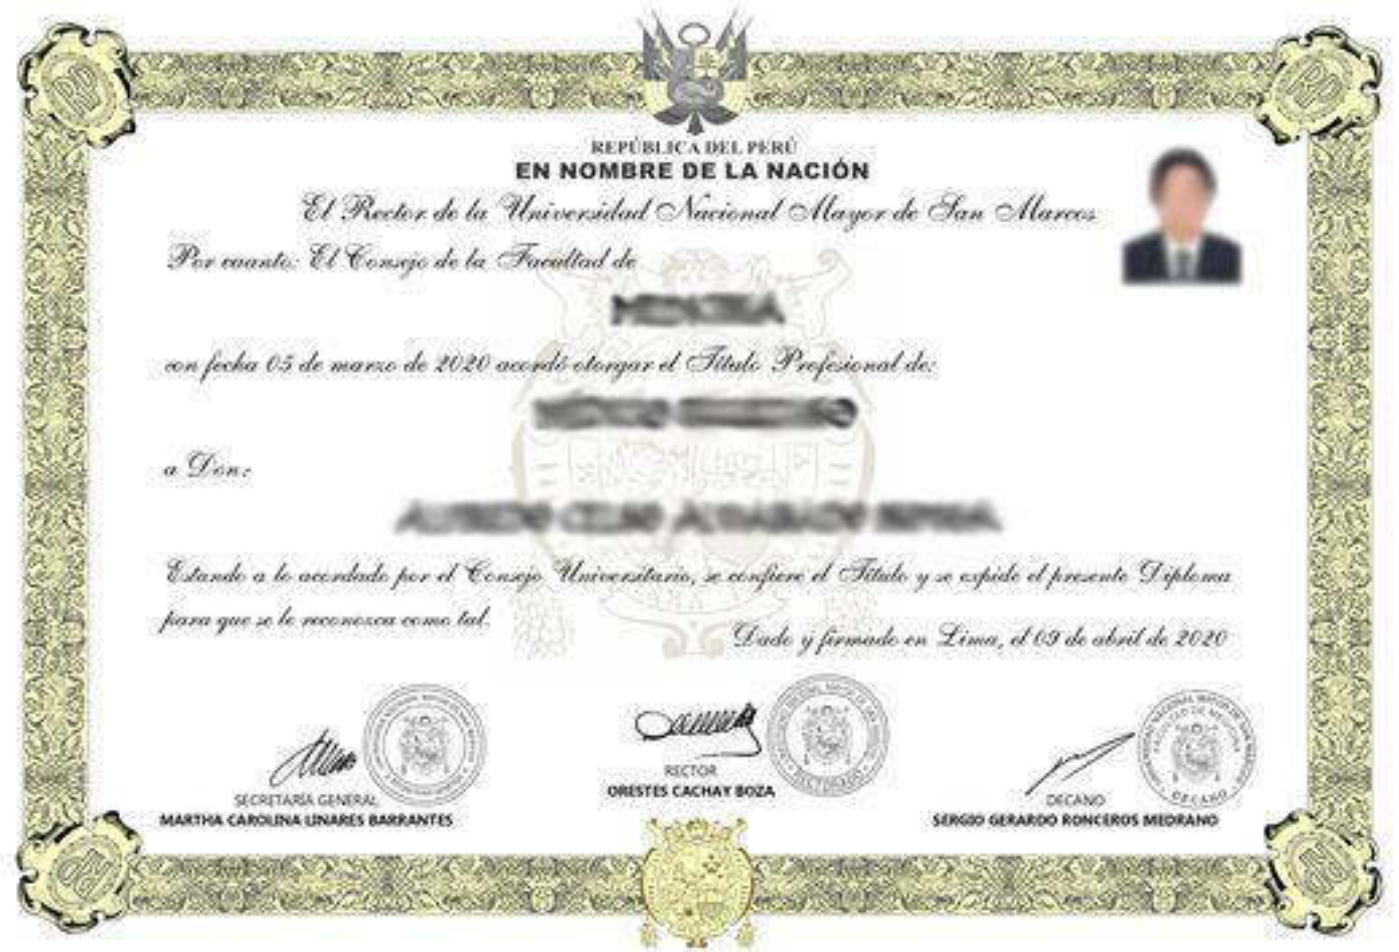 REPÚBLICA DEL PERÚ
EN NOMBRE DE LA NACIÓN
El Rector de la Universidad Nacional Mayor de San Marcos
Por cuanto: El Consejo de la Facultad de
con fecha 05 de marzo de 2020 acordó otorgar el Título Profesional de:
a Don:
Estando a lo acordado por el Consejo Universitario, se confiere el Título y se expide el presente Diploma
para que se le reconozca como tal.
Dado y firmado en Lima, el 09 de abril de 2020
SECRETARIA GENERAL
MARTHA CAROLINA LINARES BARRANTES
RECTOR
ORESTES CACHAY BOZA
RECTORADO
DECANO
SERGIO GERARDO RONCEROS MEDRANO
DECANO